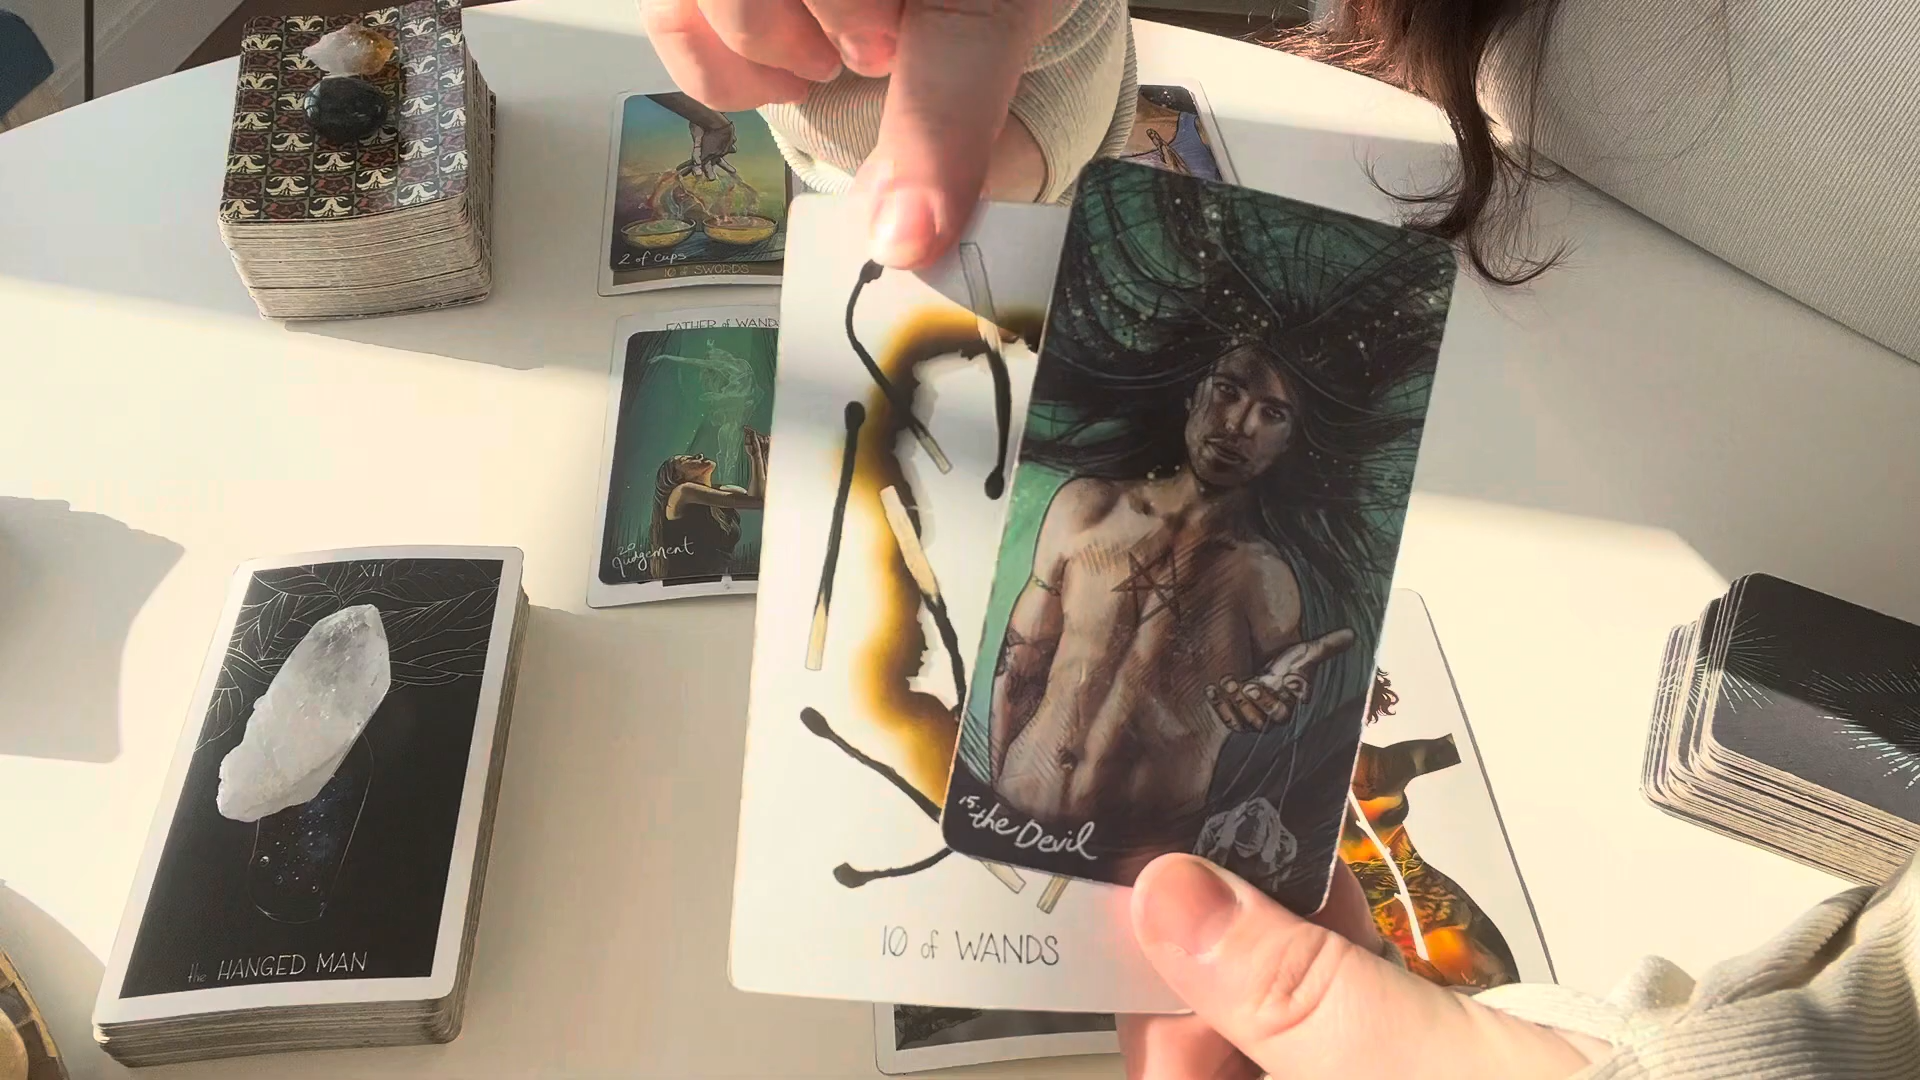 2 of cups
10 of SWORDS
FATHER of WANDS
20
Judgement
XII
the HANGED MAN
15-the Devil
10 of WANDS